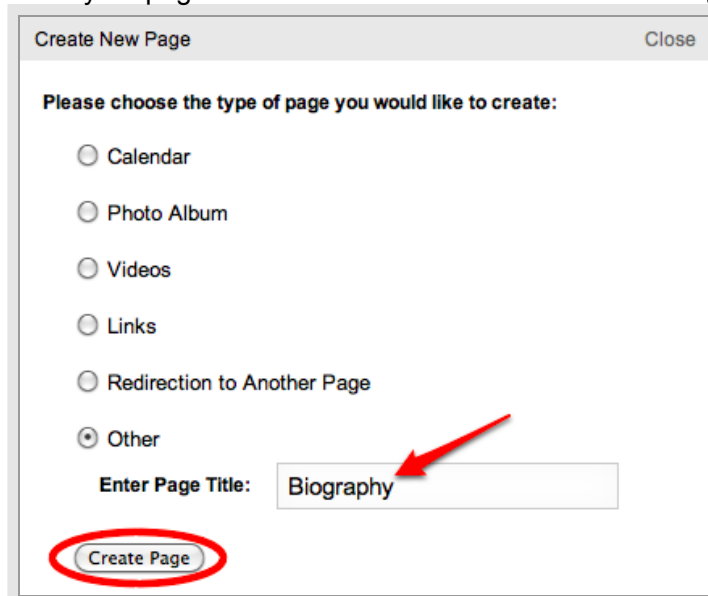 Create New Page Close
Please choose the type of page you would like to create:
Calendar
Photo Album
Videos
Links
Redirection to Another Page
Other
Enter Page Title: Biography
Create Page